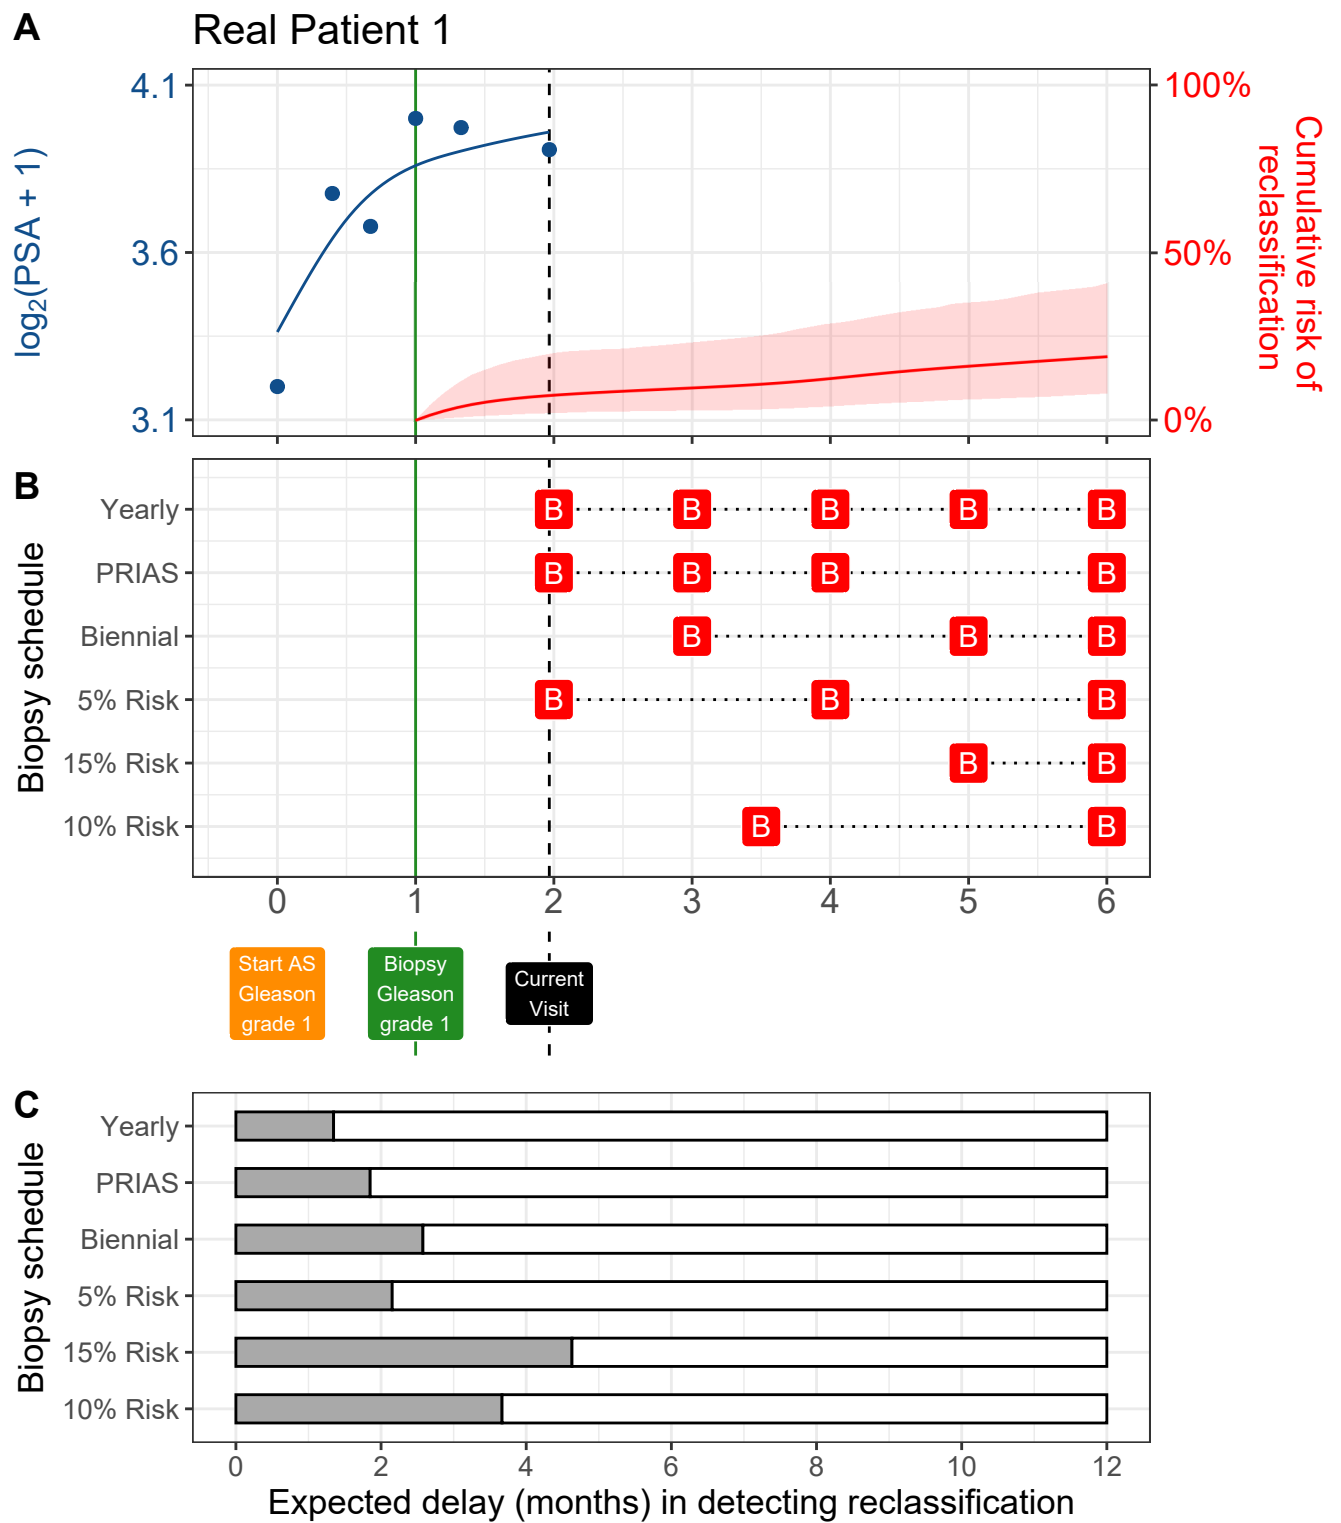 A
Real Patient 1
4.1
3.6
3.1
log₂(PSA + 1)
100%
50%
0%
Cumulative risk of
reclassification
B
Biopsy schedule
Yearly
B B B B B
PRIAS
B B B B
Biennial
B B B
5% Risk
B B B
15% Risk
B B
10% Risk
B B
0 1 2 3 4 5 6
Start AS
Gleason
grade 1
Biopsy
Gleason
grade 1
Current
Visit
C
Biopsy schedule
Yearly
PRIAS
Biennial
5% Risk
15% Risk
10% Risk
0 2 4 6 8 10 12
Expected delay (months) in detecting reclassification